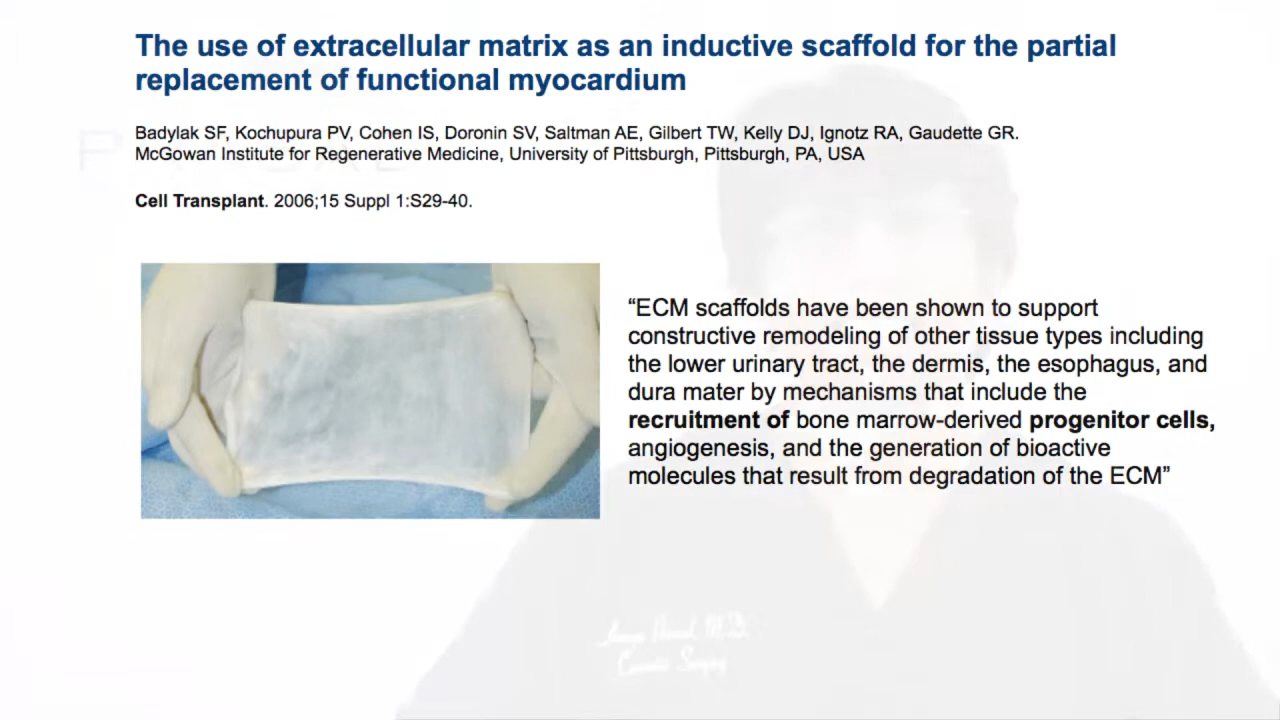 The use of extracellular matrix as an inductive scaffold for the partial
replacement of functional myocardium
Badylak SF, Kochupura PV, Cohen IS, Doronin SV, Saltman AE, Gilbert TW, Kelly DJ, Ignotz RA, Gaudette GR.
McGowan Institute for Regenerative Medicine, University of Pittsburgh, Pittsburgh, PA, USA
Cell Transplant. 2006;15 Suppl 1:S29-40.
“ECM scaffolds have been shown to support
constructive remodeling of other tissue types including
the lower urinary tract, the dermis, the esophagus, and
dura mater by mechanisms that include the
recruitment of bone marrow-derived progenitor cells,
angiogenesis, and the generation of bioactive
molecules that result from degradation of the ECM”
M.D.
Cosmetic Surgery